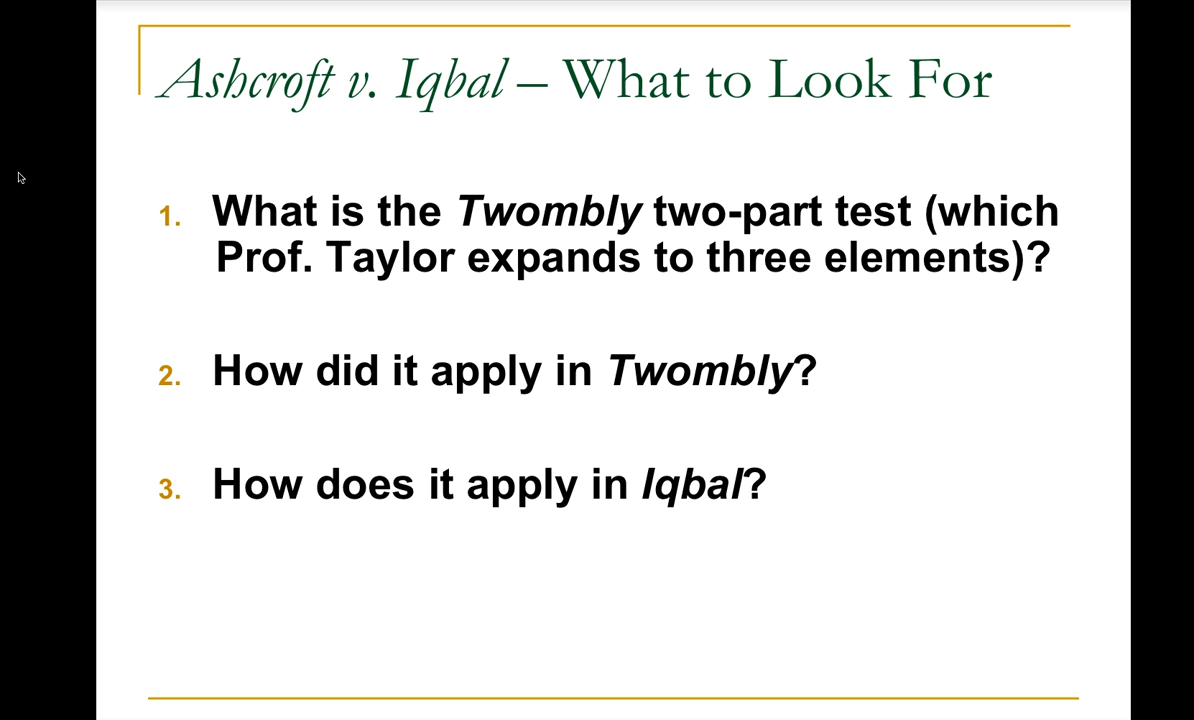 Ashcroft v. Iqbal – What to Look For
1. What is the Twombly two-part test (which
Prof. Taylor expands to three elements)?
2. How did it apply in Twombly?
3. How does it apply in Iqbal?